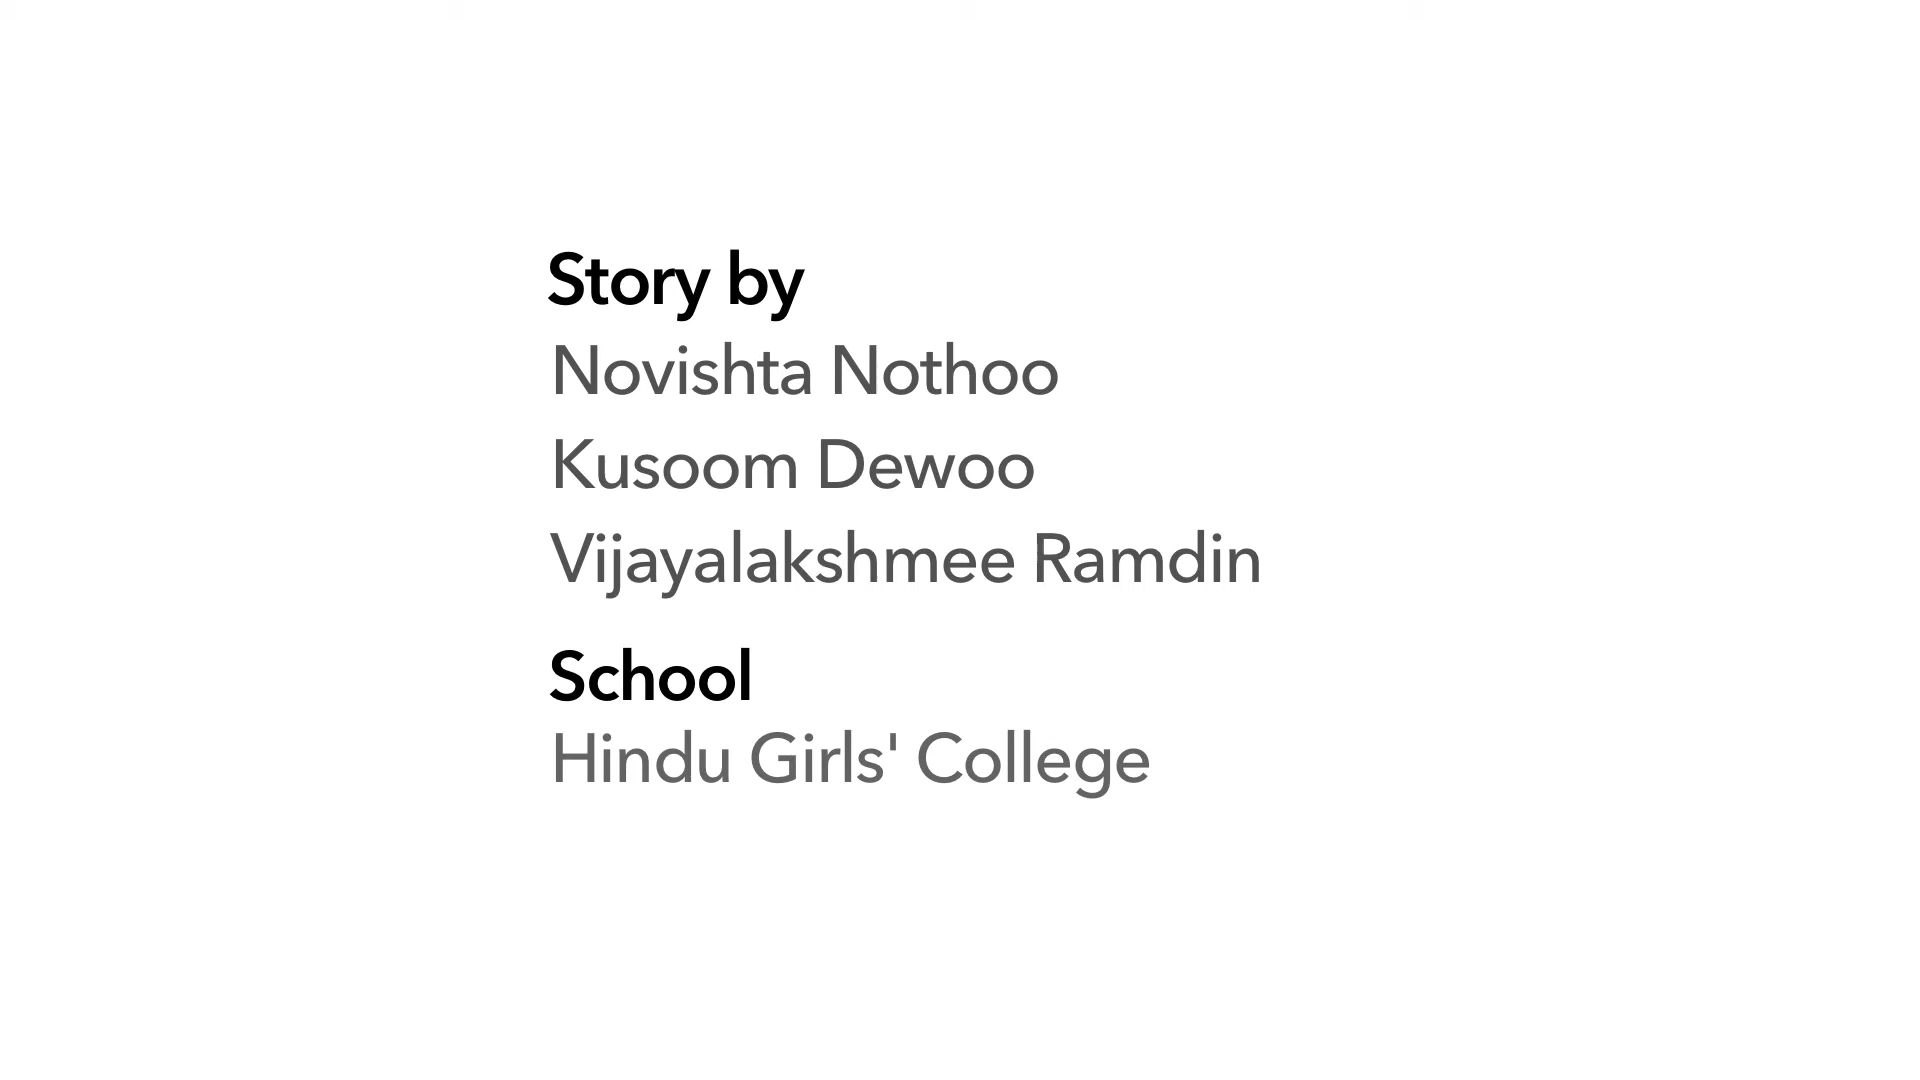 Story by
Novishta Nothoo
Kusoom Dewoo
Vijayalakshmee Ramdin
School
Hindu Girls' College